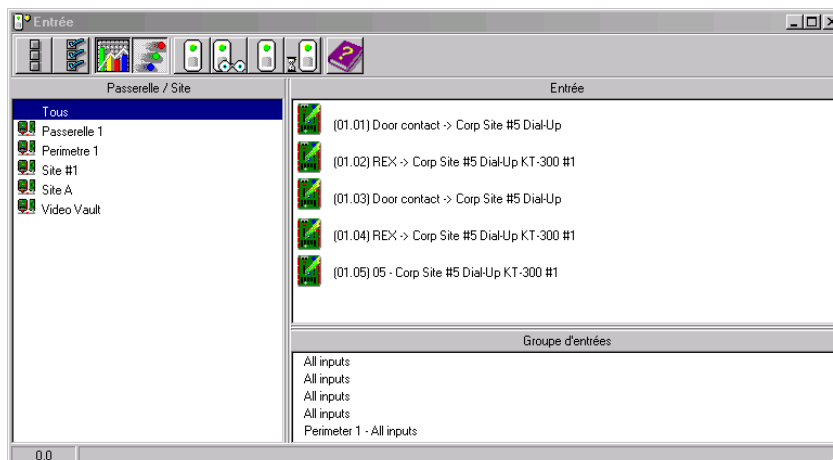 Entrée
Passerelle / Site
Tous
Passerelle 1
Perimetre 1
Site #1
Site A
Video Vault
Entrée
(01.01) Door contact -> Corp Site #5 Dial-Up
(01.02) REX -> Corp Site #5 Dial-Up KT-300 #1
(01.03) Door contact -> Corp Site #5 Dial-Up
(01.04) REX -> Corp Site #5 Dial-Up KT-300 #1
(01.05) 05 - Corp Site #5 Dial-Up KT-300 #1
Groupe d'entrées
All inputs
All inputs
All inputs
All inputs
Perimeter 1 - All inputs
0.0